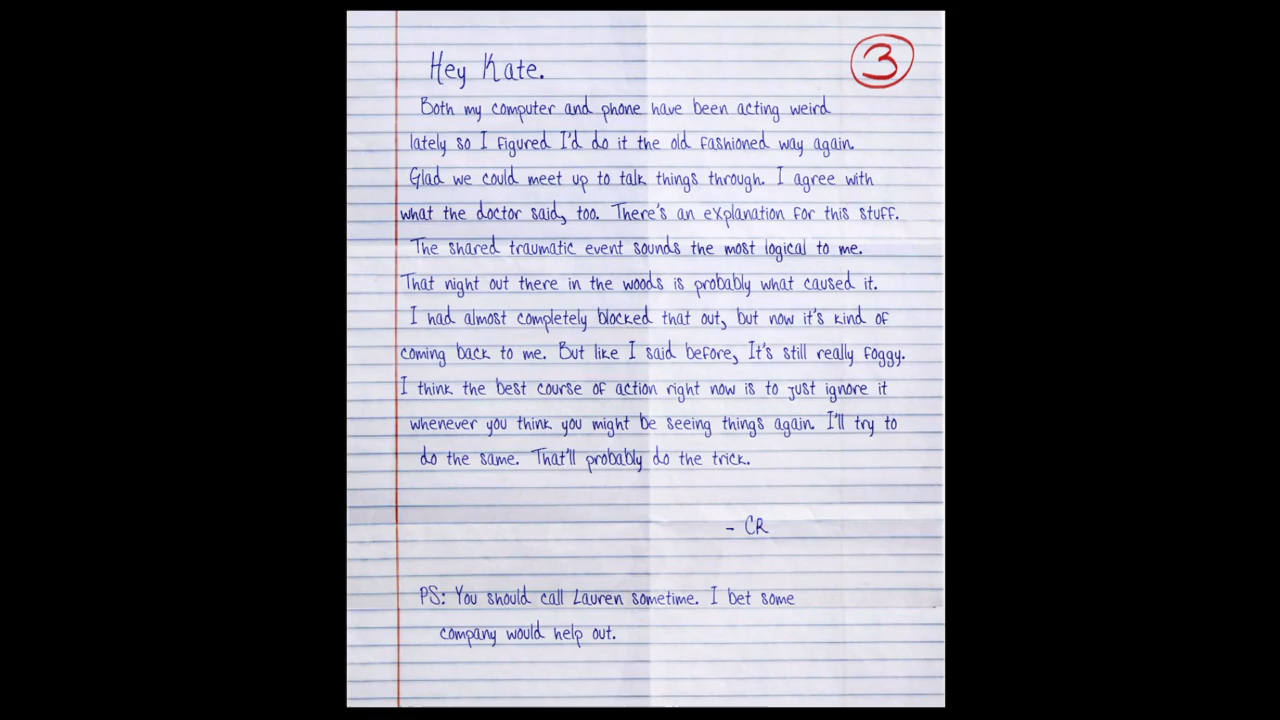 3
Hey Kate.
Both my computer and phone have been acting weird
lately so I figured I'd do it the old fashioned way again.
Glad we could meet up to talk things through. I agree with
what the doctor said, too. There's an explanation for this stuff.
The shared traumatic event sounds the most logical to me.
That night out there in the woods is probably what caused it.
I had almost completely blocked that out, but now it's kind of
coming back to me. But like I said before, It's still really foggy.
I think the best course of action right now is to just ignore it
whenever you think you might be seeing things again. I'll try to
do the same. That'll probably do the trick.
- CR
PS: You should call Lauren sometime. I bet some
company would help out.